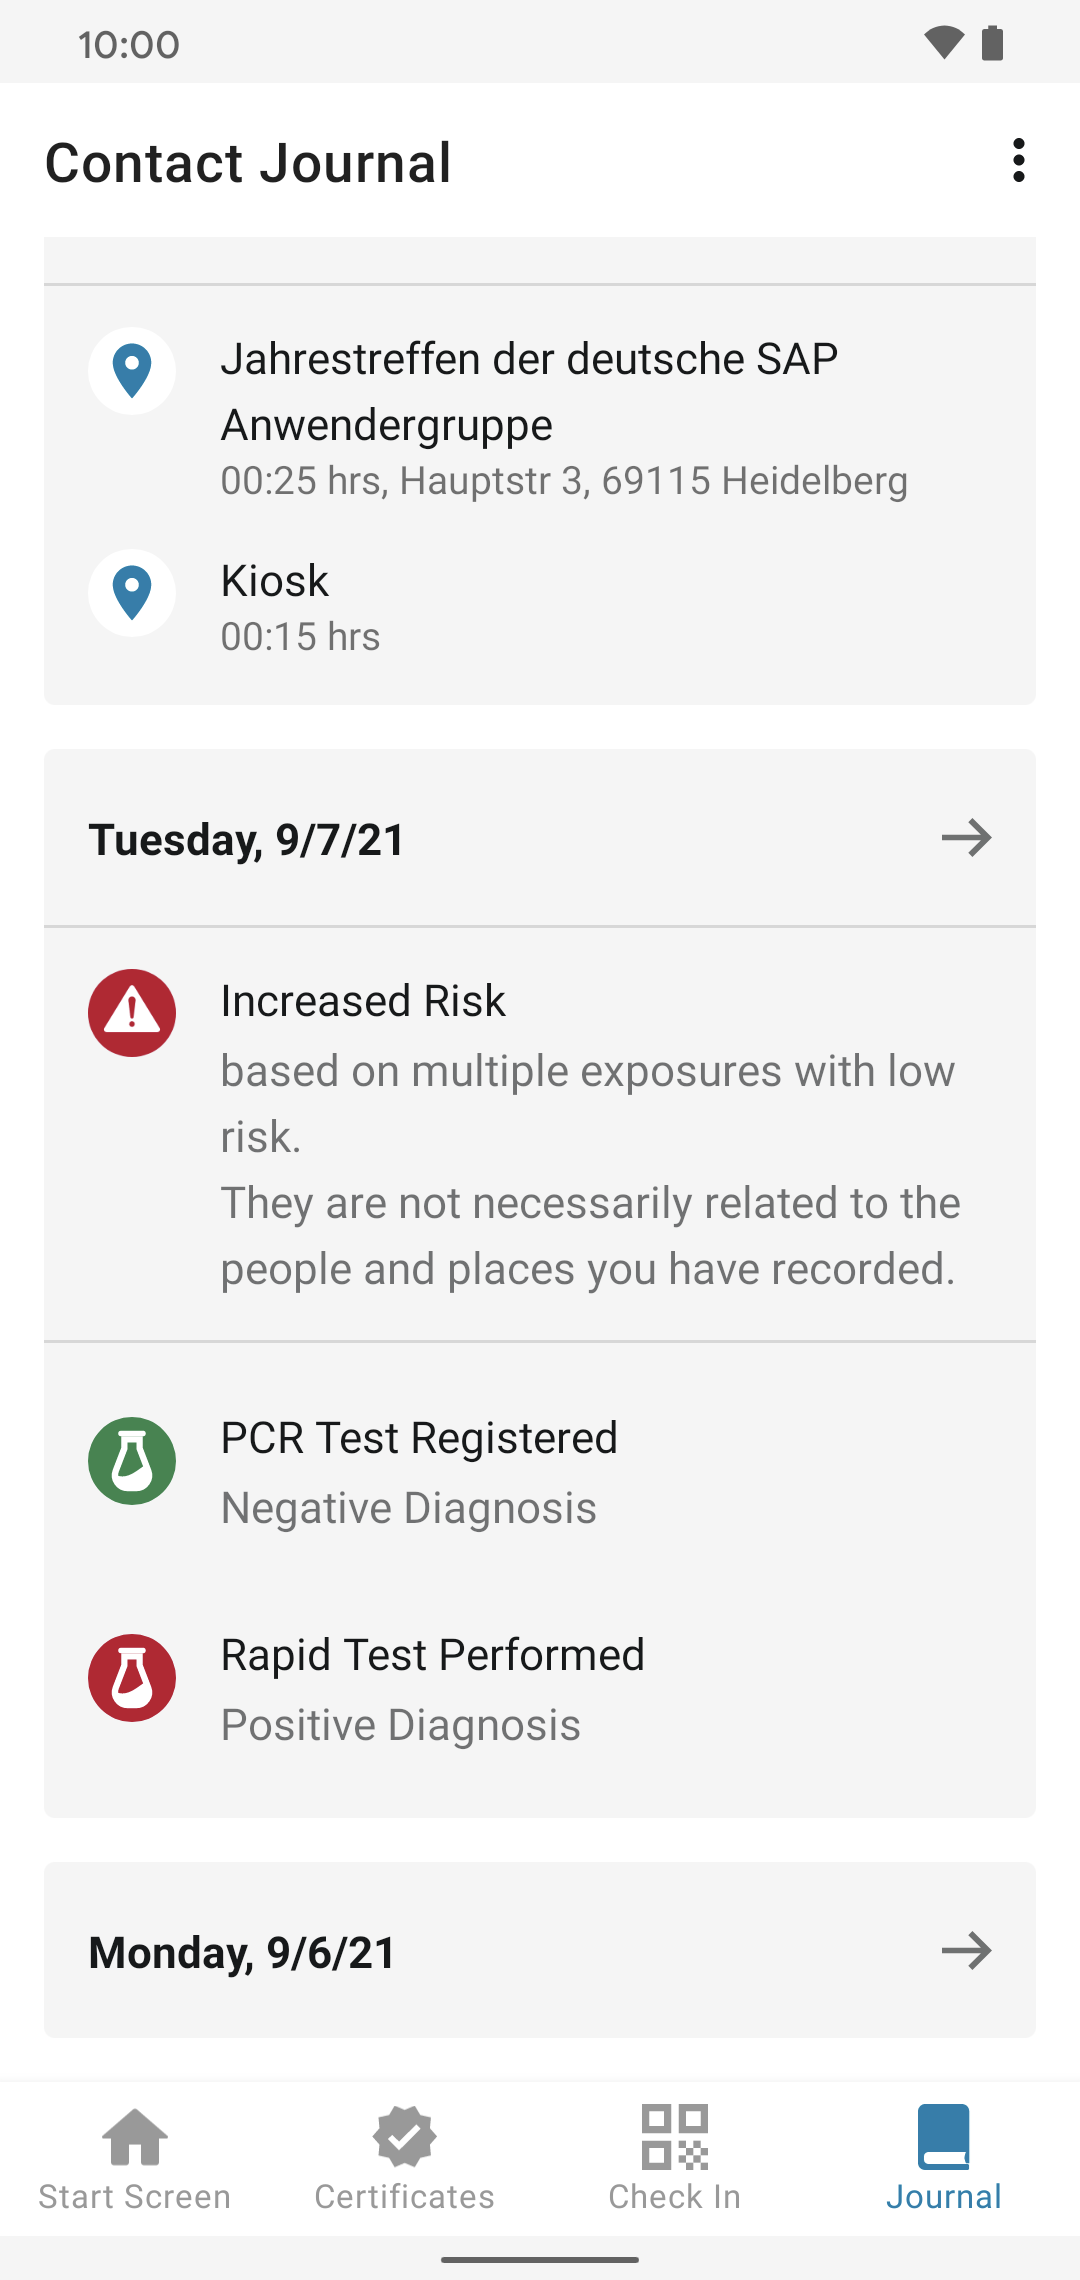 10:00
Contact Journal
Jahrestreffen der deutsche SAP
Anwendergruppe
00:25 hrs, Hauptstr 3, 69115 Heidelberg
Kiosk
00:15 hrs
Tuesday, 9/7/21
Increased Risk
based on multiple exposures with low
risk.
They are not necessarily related to the
people and places you have recorded.
PCR Test Registered
Negative Diagnosis
Rapid Test Performed
Positive Diagnosis
Monday, 9/6/21
Start Screen
Certificates
Check In
Journal